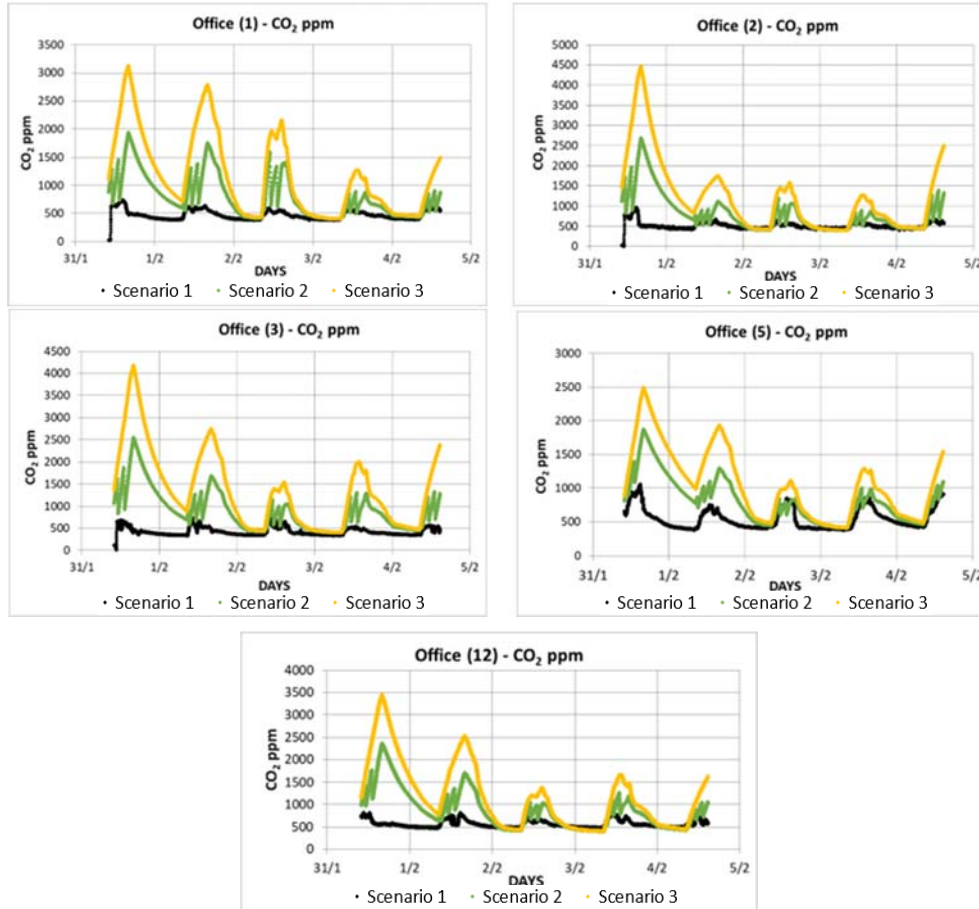 Office (1) - CO₂ ppm
3500
3000
2500
2000
1500
1000
500
0
CO₂ ppm
31/1 1/2 2/2 3/2 4/2 5/2
DAYS
• Scenario 1 • Scenario 2 • Scenario 3
Office (2) - CO₂ ppm
5000
4500
4000
3500
3000
2500
2000
1500
1000
500
0
CO₂ ppm
31/1 1/2 2/2 3/2 4/2 5/2
DAYS
• Scenario 1 • Scenario 2 • Scenario 3
Office (3) - CO₂ ppm
4500
4000
3500
3000
2500
2000
1500
1000
500
0
CO₂ ppm
31/1 1/2 2/2 3/2 4/2 5/2
DAYS
• Scenario 1 • Scenario 2 • Scenario 3
Office (5) - CO₂ ppm
3000
2500
2000
1500
1000
500
0
CO₂ ppm
31/1 1/2 2/2 3/2 4/2 5/2
DAYS
• Scenario 1 • Scenario 2 • Scenario 3
Office (12) - CO₂ ppm
4000
3500
3000
2500
2000
1500
1000
500
0
CO₂ ppm
31/1 1/2 2/2 3/2 4/2 5/2
DAYS
• Scenario 1 • Scenario 2 • Scenario 3